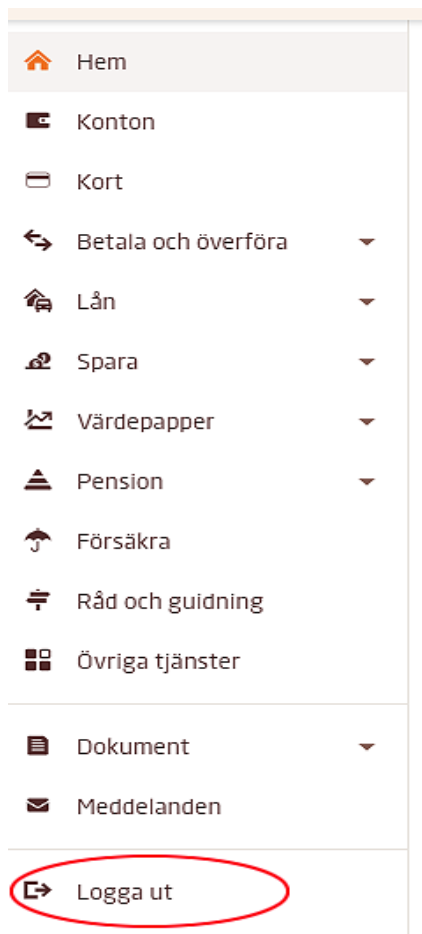 Hem
Konton
Kort
Betala och överföra
Lån
Spara
Värdepapper
Pension
Försäkra
Råd och guidning
Övriga tjänster
Dokument
Meddelanden
Logga ut